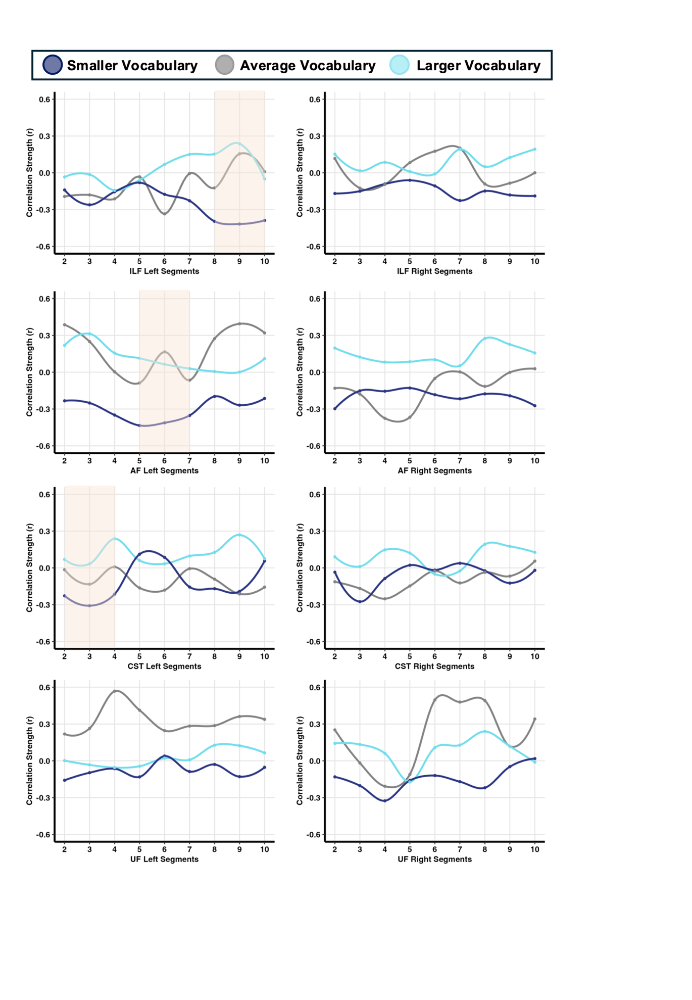 Smaller Vocabulary Average Vocabulary Larger Vocabulary
Correlation Strength (r)
0.6
0.3
0.0
-0.3
-0.6
2 3 4 5 6 7 8 9 10
ILF Left Segments
Correlation Strength (r)
0.6
0.3
0.0
-0.3
-0.6
2 3 4 5 6 7 8 9 10
ILF Right Segments
Correlation Strength (r)
0.6
0.3
0.0
-0.3
-0.6
2 3 4 5 6 7 8 9 10
AF Left Segments
Correlation Strength (r)
0.6
0.3
0.0
-0.3
-0.6
2 3 4 5 6 7 8 9 10
AF Right Segments
Correlation Strength (r)
0.6
0.3
0.0
-0.3
-0.6
2 3 4 5 6 7 8 9 10
CST Left Segments
Correlation Strength (r)
0.6
0.3
0.0
-0.3
-0.6
2 3 4 5 6 7 8 9 10
CST Right Segments
Correlation Strength (r)
0.6
0.3
0.0
-0.3
-0.6
2 3 4 5 6 7 8 9 10
UF Left Segments
Correlation Strength (r)
0.6
0.3
0.0
-0.3
-0.6
2 3 4 5 6 7 8 9 10
UF Right Segments